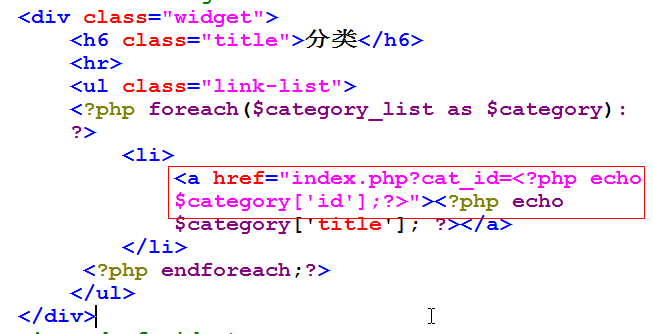 <div class="widget">
<h6 class="title">分类</h6>
<hr>
<ul class="link-list">
<?php foreach($category_list as $category):
?>
<li>
<a href="index.php?cat_id=<?php echo
$category['id'];?>"><?php echo
$category['title']; ?></a>
</li>
<?php endforeach;?>
</ul>
</div>